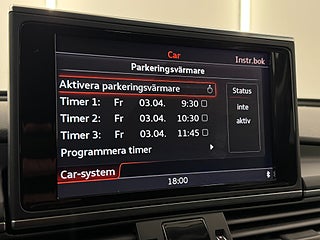 Car
Instr.bok
Parkeringsvärmare
Aktivera parkeringsvärmare
Status
Timer 1: Fr 03.04. 9:30
inte
Timer 2: Fr 03.04. 10:30
aktiv
Timer 3: Fr 03.04. 11:45
Programmera timer
Car-system
18:00